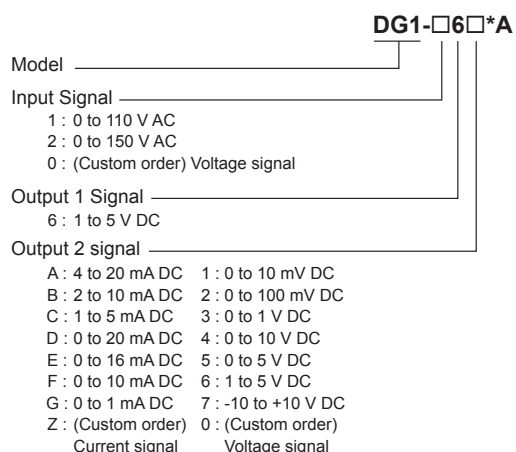 DG1-□6□*A
Model
Input Signal
1 : 0 to 110 V AC
2 : 0 to 150 V AC
0 : (Custom order) Voltage signal
Output 1 Signal
6 : 1 to 5 V DC
Output 2 signal
A : 4 to 20 mA DC 1 : 0 to 10 mV DC
B : 2 to 10 mA DC 2 : 0 to 100 mV DC
C : 1 to 5 mA DC 3 : 0 to 1 V DC
D : 0 to 20 mA DC 4 : 0 to 10 V DC
E : 0 to 16 mA DC 5 : 0 to 5 V DC
F : 0 to 10 mA DC 6 : 1 to 5 V DC
G : 0 to 1 mA DC 7 : -10 to +10 V DC
Z : (Custom order) 0 : (Custom order)
Current signal Voltage signal